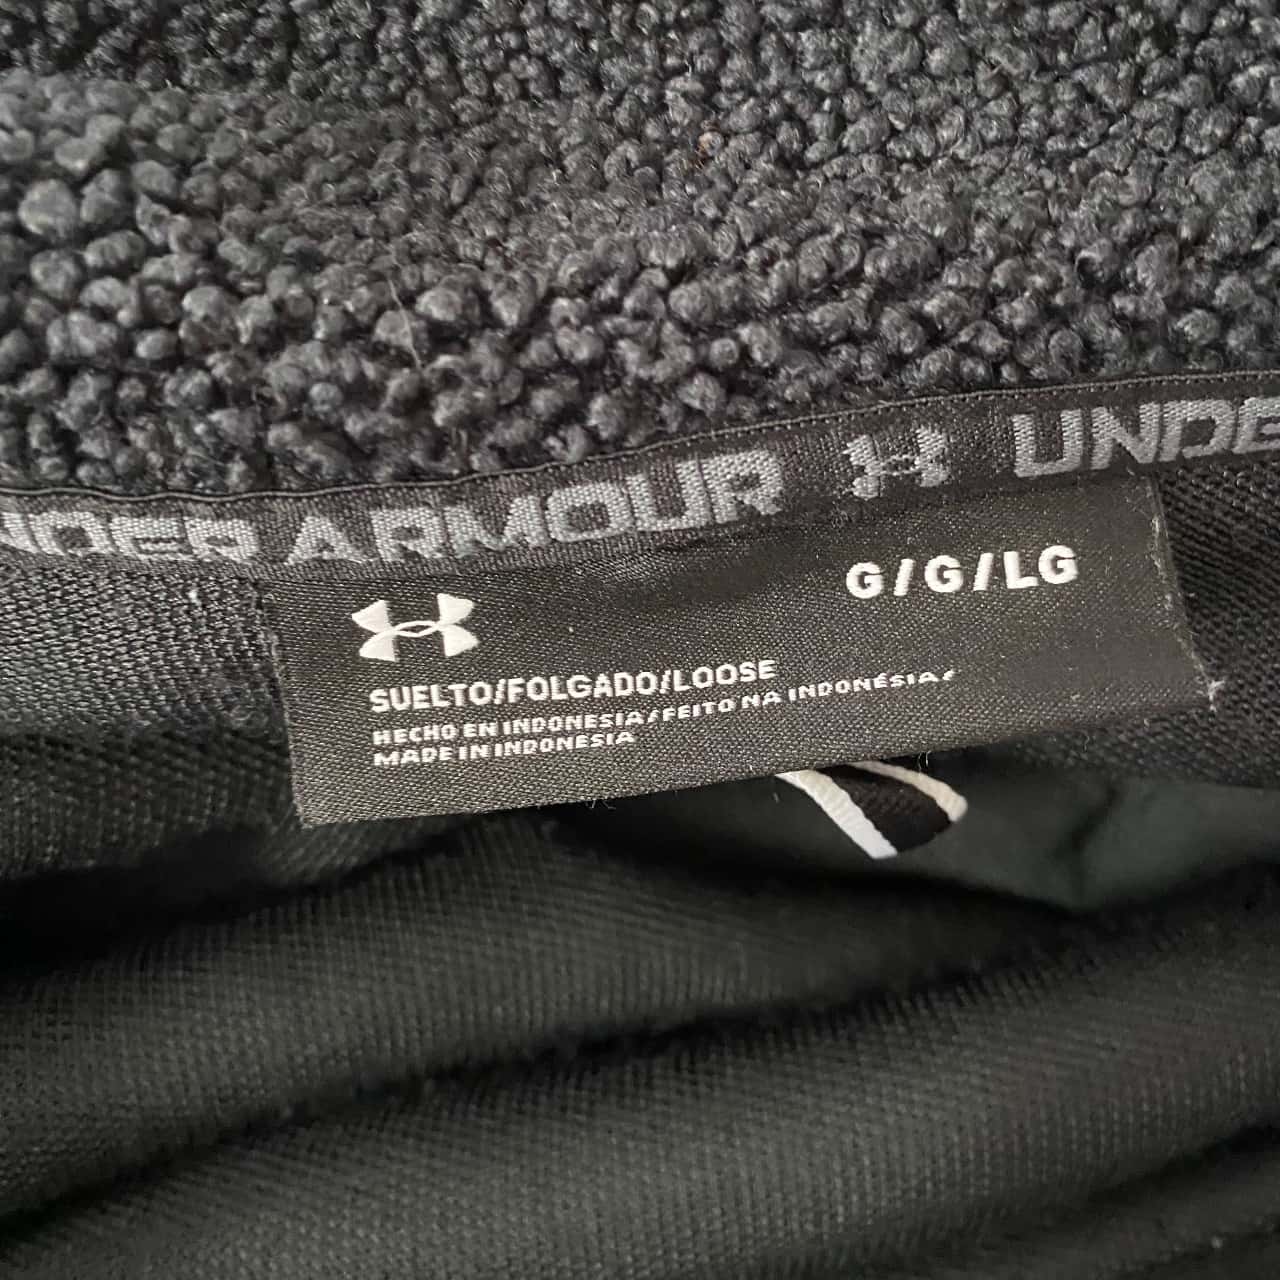 UNDER ARMOUR UNDE
G/G/LG
SUELTO/FOLGADO/LOOSE
HECHO EN INDONESIA/FEITO NA INDONÉSIA/
MADE IN INDONESIA